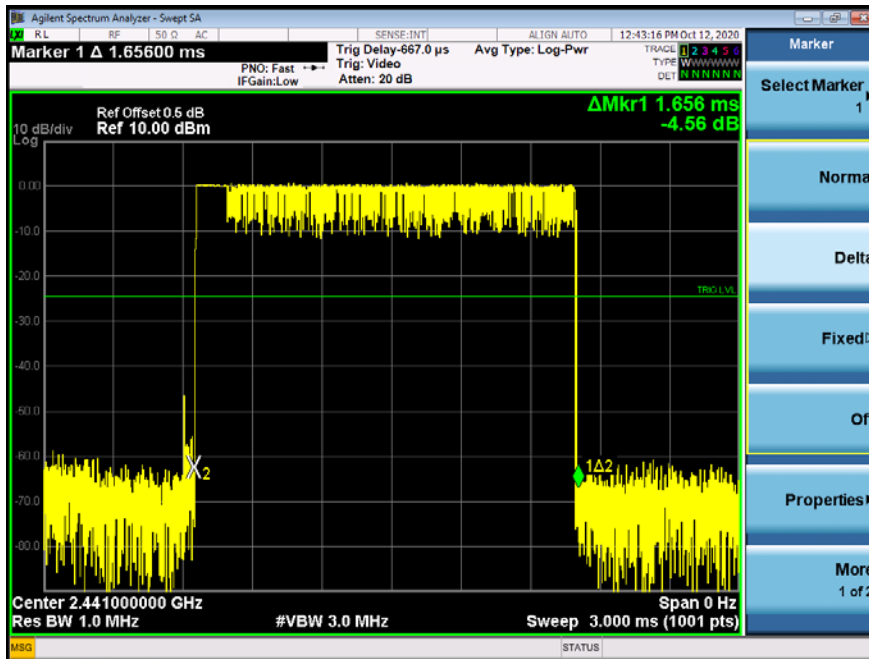 Agilent Spectrum Analyzer - Swept SA
LXI RL RF 50 Ω AC SENSE:INT ALIGN AUTO 12:43:16 PM Oct 12, 2020
Marker 1 Δ 1.65600 ms
PNO: Fast
IFGain:Low
Trig Delay-667.0 µs
Trig: Video
Atten: 20 dB
Avg Type: Log-Pwr
TRACE 1 2 3 4 5 6
TYPE WWWWWW
DET N N N N N N
ΔMkr1 1.656 ms
-4.56 dB
Ref Offset 0.5 dB
10 dB/div Ref 10.00 dBm
Log
0.00
-10.0
-20.0
TRIG LVL
-30.0
-40.0
-50.0
-60.0
X2
1Δ2
-70.0
-80.0
Center 2.441000000 GHz Span 0 Hz
Res BW 1.0 MHz #VBW 3.0 MHz Sweep 3.000 ms (1001 pts)
MSG STATUS
Marker
Select Marker
1
Norma
Delta
Fixed
Of
Properties
More
1 of 2